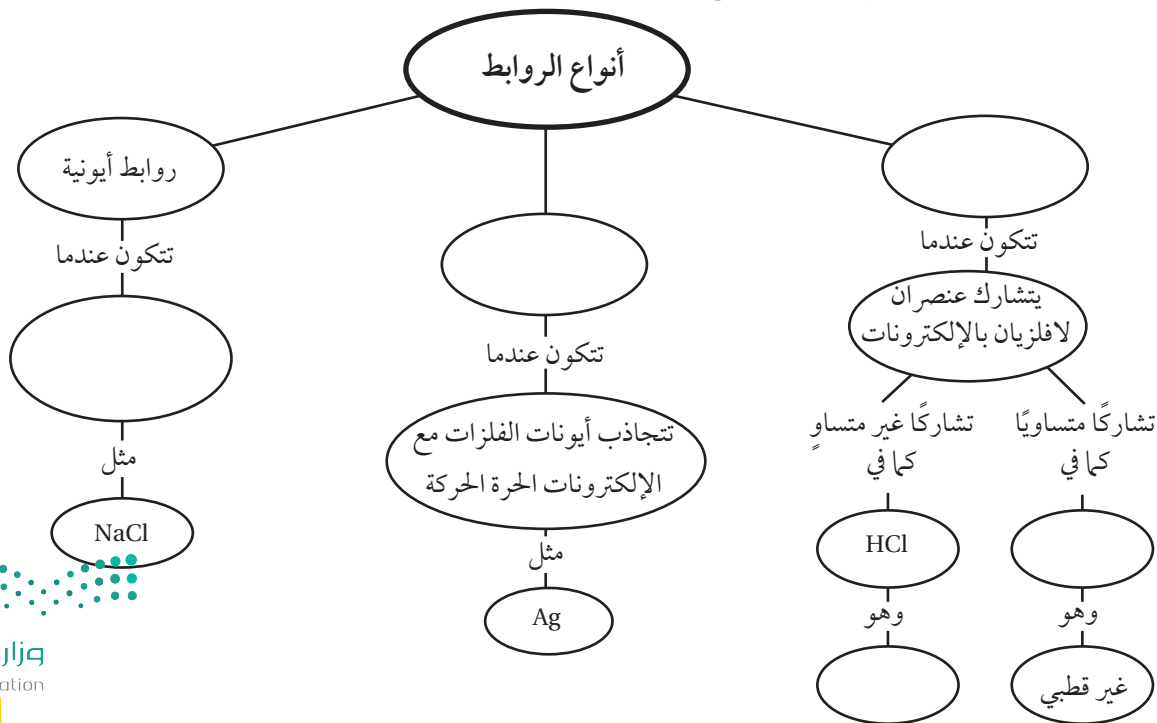 أنواع الروابط
روابط أيونية
تتكون عندما
مثل
NaCl
تتكون عندما
تتجاذب أيونات الفلزات مع
الإلكترونات الحرة الحركة
مثل
Ag
تتكون عندما
يتشارك عنصران
لافلزيان بالإلكترونات
تشاركًا متساويًا
كما في
وهو
غير قطبي
تشاركًا غير متساوٍ
كما في
HCl
وهو